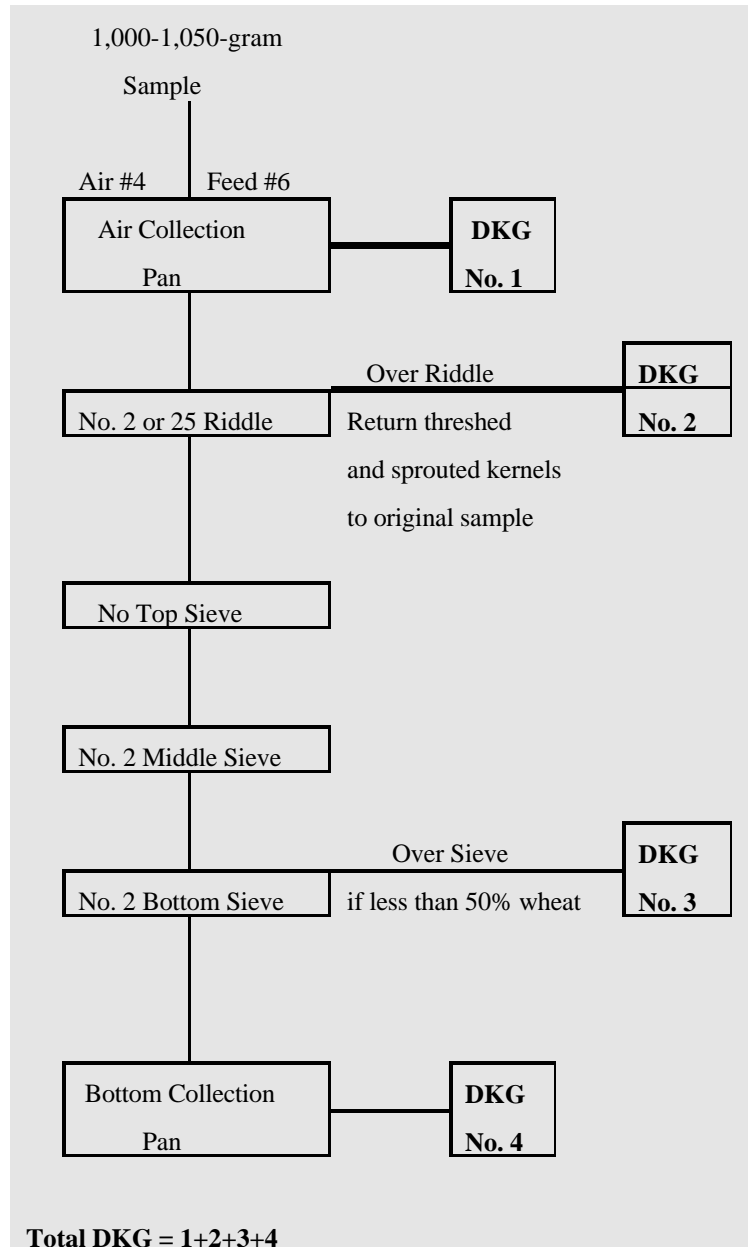 1,000-1,050-gram
Sample
Air #4 Feed #6
Air Collection
Pan
DKG
No. 1
Over Riddle
DKG
No. 2 or 25 Riddle
Return threshed
No. 2
and sprouted kernels
to original sample
No Top Sieve
No. 2 Middle Sieve
Over Sieve
DKG
No. 2 Bottom Sieve
if less than 50% wheat
No. 3
Bottom Collection
Pan
DKG
No. 4
Total DKG = 1+2+3+4